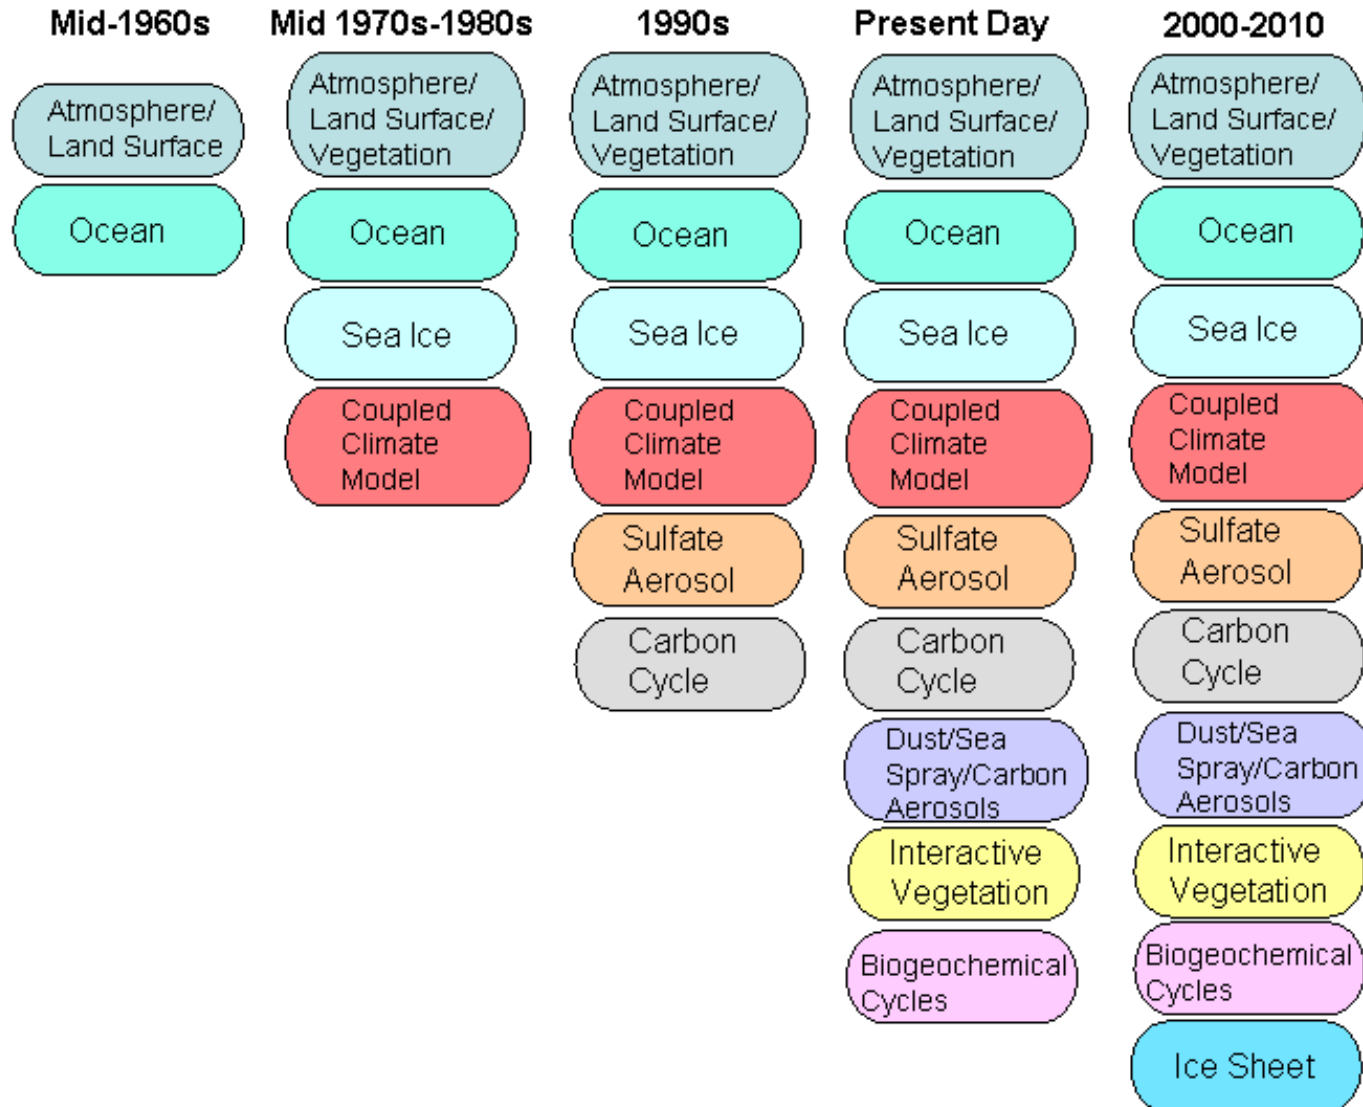 Mid-1960s
Mid 1970s-1980s
1990s
Present Day
2000-2010
Atmosphere/
Land Surface
Ocean
Atmosphere/
Land Surface/
Vegetation
Ocean
Sea Ice
Coupled
Climate
Model
Atmosphere/
Land Surface/
Vegetation
Ocean
Sea Ice
Coupled
Climate
Model
Sulfate
Aerosol
Carbon
Cycle
Atmosphere/
Land Surface/
Vegetation
Ocean
Sea Ice
Coupled
Climate
Model
Sulfate
Aerosol
Carbon
Cycle
Dust/Sea
Spray/Carbon
Aerosols
Interactive
Vegetation
Biogeochemical
Cycles
Atmosphere/
Land Surface/
Vegetation
Ocean
Sea Ice
Coupled
Climate
Model
Sulfate
Aerosol
Carbon
Cycle
Dust/Sea
Spray/Carbon
Aerosols
Interactive
Vegetation
Biogeochemical
Cycles
Ice Sheet